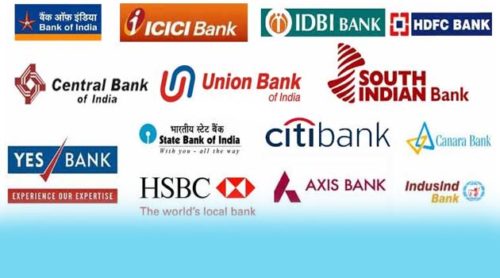 बैंक ऑफ़ इंडिया
Bank of India
ICICI Bank
IDBI BANK
HDFC BANK
Central Bank
of India
Union Bank
of India
SOUTH
INDIAN Bank
YES BANK
EXPERIENCE OUR EXPERTISE
भारतीय स्टेट बैंक
State Bank of India
With you - all the way
citibank
Canara Bank
HSBC
The world's local bank
AXIS BANK
IndusInd
Bank